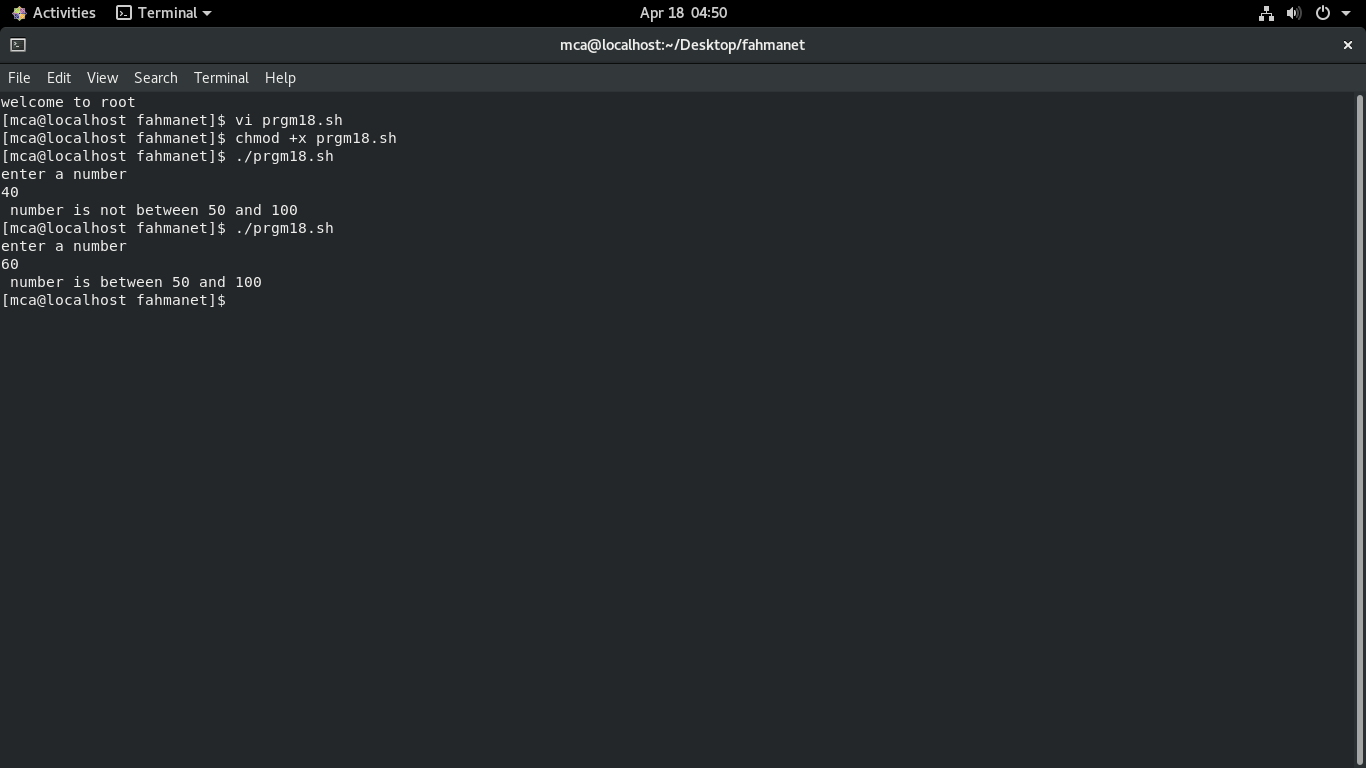 Activities Terminal Apr 18 04:50
mca@localhost:~/Desktop/fahmanet ×
File Edit View Search Terminal Help
welcome to root
[mca@localhost fahmanet]$ vi prgm18.sh
[mca@localhost fahmanet]$ chmod +x prgm18.sh
[mca@localhost fahmanet]$ ./prgm18.sh
enter a number
40
 number is not between 50 and 100
[mca@localhost fahmanet]$ ./prgm18.sh
enter a number
60
 number is between 50 and 100
[mca@localhost fahmanet]$